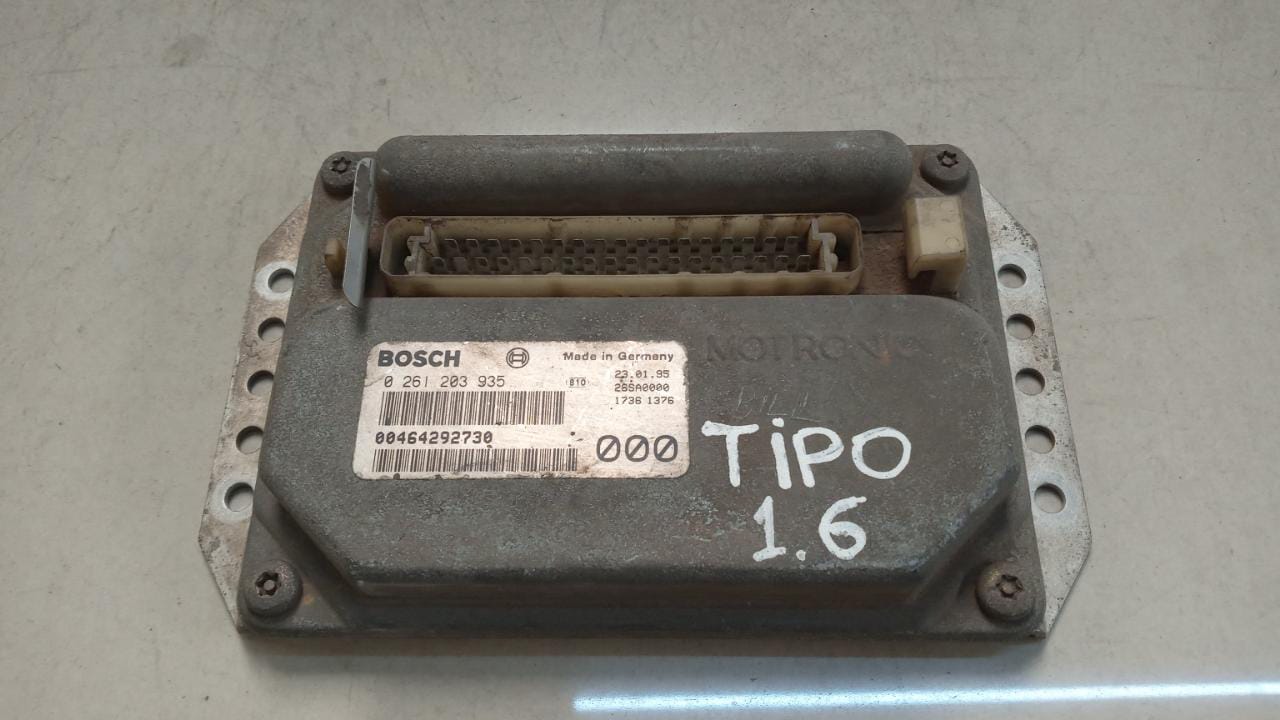 BOSCH
Made in Germany
0 261 203 935
810
23.01.95
26SA0000
1736 1376
00464292730
000
MOTRONIC
TiPO
1.6